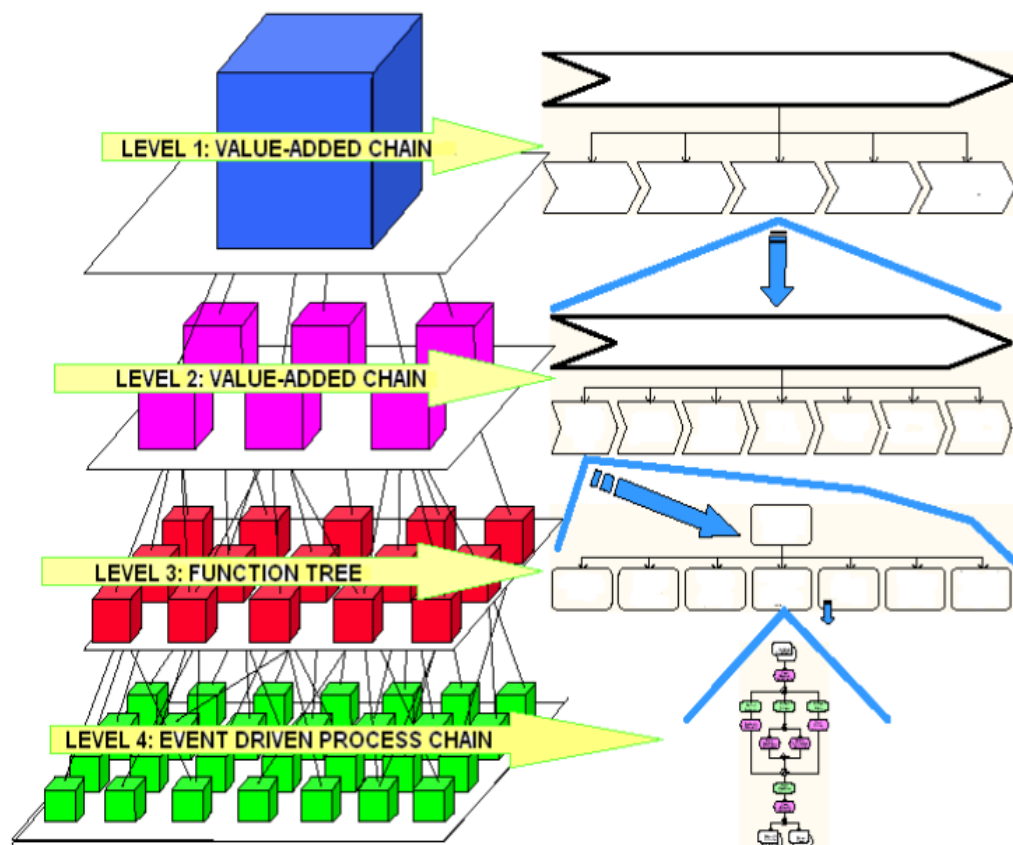 LEVEL 1: VALUE-ADDED CHAIN
LEVEL 2: VALUE-ADDED CHAIN
LEVEL 3: FUNCTION TREE
LEVEL 4: EVENT DRIVEN PROCESS CHAIN